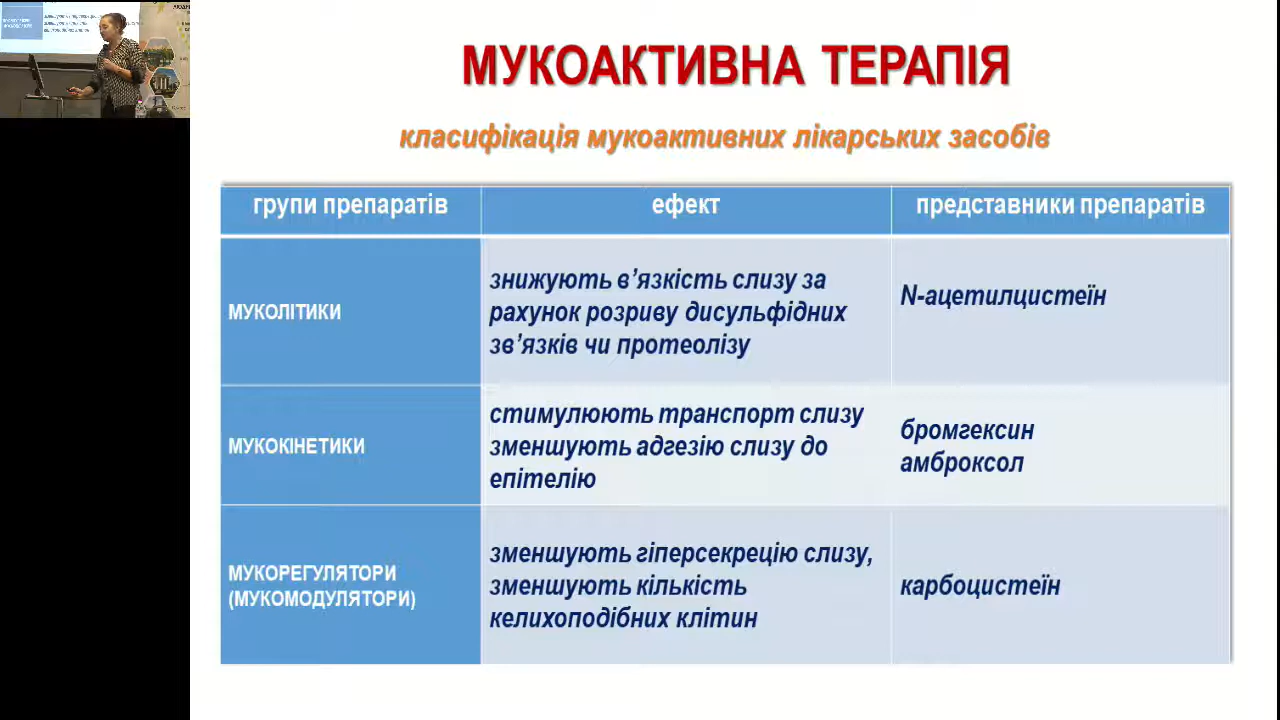 МУКОАКТИВНА ТЕРАПІЯ
класифікація мукоактивних лікарських засобів
групи препаратів
ефект
представники препаратів
МУКОЛІТИКИ
знижують в’язкість слизу за
рахунок розриву дисульфідних
зв’язків чи протеолізу
N-ацетилцистеїн
МУКОКІНЕТИКИ
стимулюють транспорт слизу
зменшують адгезію слизу до
епітелію
бромгексин
амброксол
МУКОРЕГУЛЯТОРИ
(МУКОМОДУЛЯТОРИ)
зменшують гіперсекрецію слизу,
зменшують кількість
келихоподібних клітин
карбоцистеїн